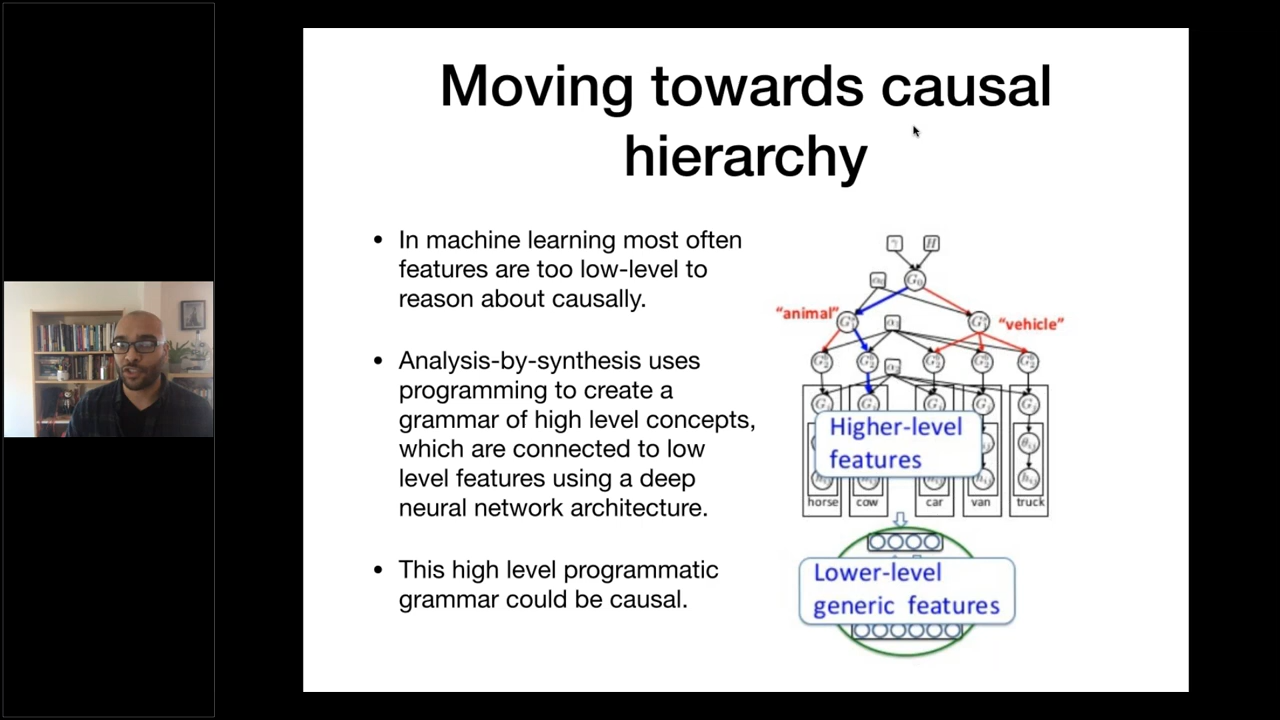 Moving towards causal
hierarchy
• In machine learning most often
features are too low-level to
reason about causally.
• Analysis-by-synthesis uses
programming to create a
grammar of high level concepts,
which are connected to low
level features using a deep
neural network architecture.
• This high level programmatic
grammar could be causal.
γ H
G₀
"animal" "vehicle"
Higher-level
features
horse cow car van truck
Lower-level
generic features